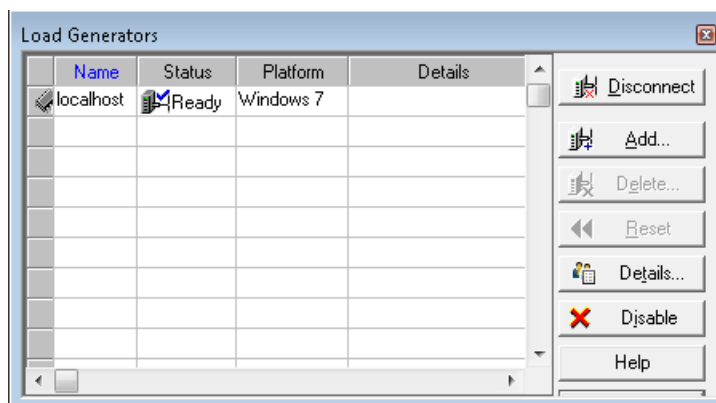 Load Generators
Name Status Platform Details
localhost Ready Windows 7
Disconnect
Add...
Delete...
Reset
Details...
Disable
Help